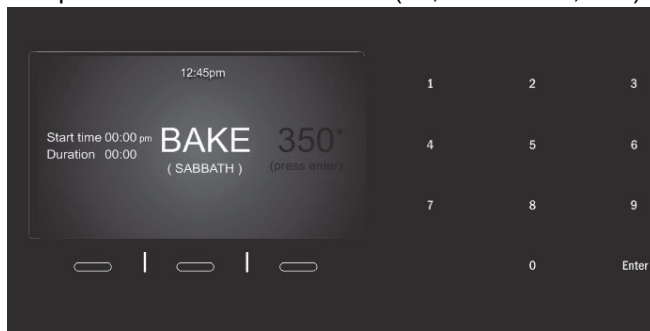 12:45pm
Start time 00:00 pm
Duration 00:00
BAKE
( SABBATH )
350°
(press enter)
1 2 3
4 5 6
7 8 9
0 Enter